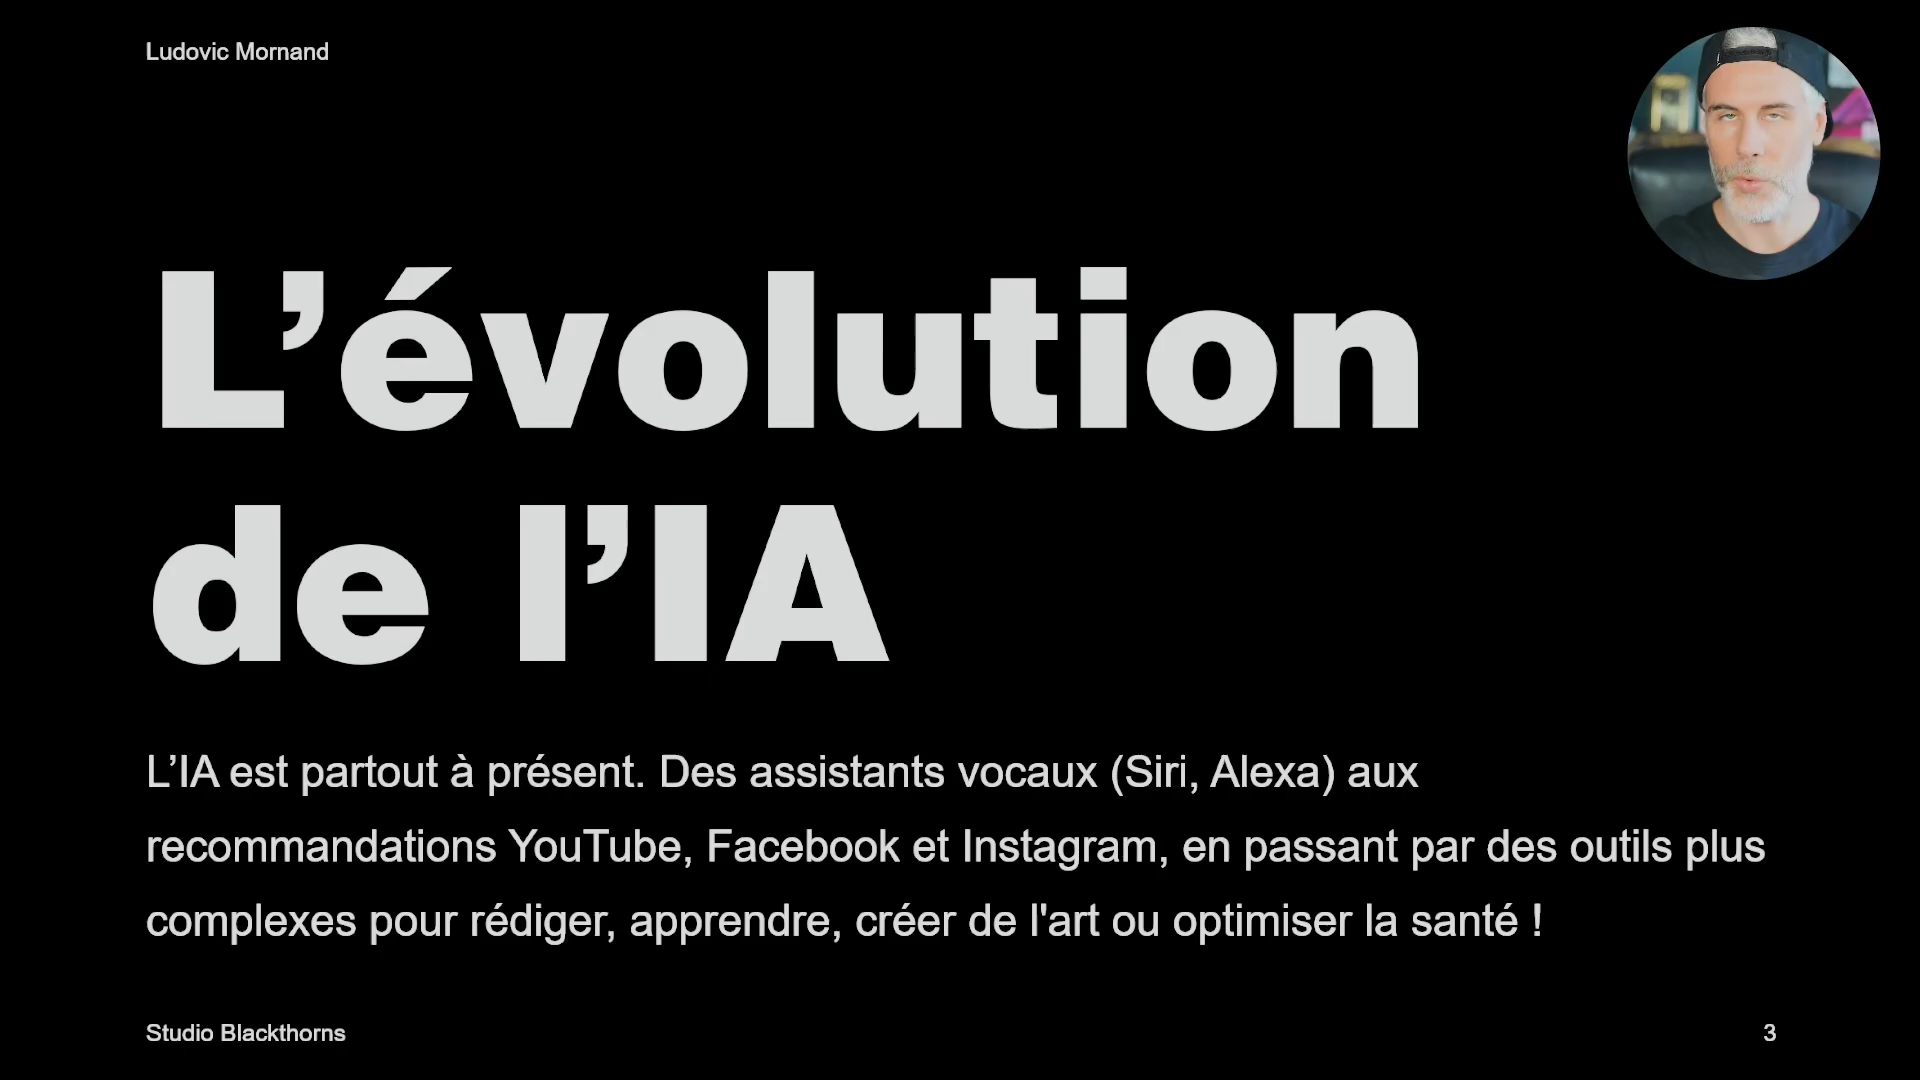 Ludovic Mornand
L’évolution
de l’IA
L’IA est partout à présent. Des assistants vocaux (Siri, Alexa) aux
recommandations YouTube, Facebook et Instagram, en passant par des outils plus
complexes pour rédiger, apprendre, créer de l'art ou optimiser la santé !
Studio Blackthorns
3